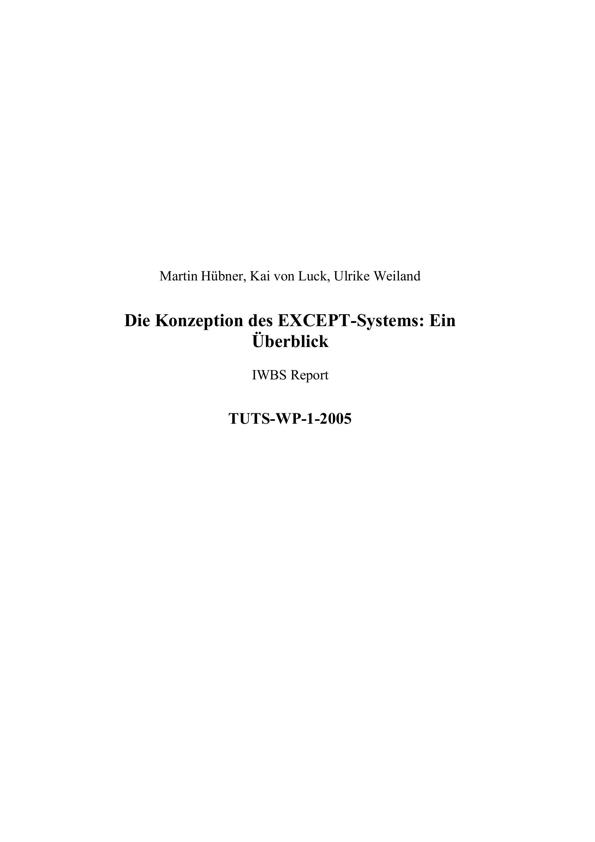 Martin Hübner, Kai von Luck, Ulrike Weiland
Die Konzeption des EXCEPT-Systems: Ein
Überblick
IWBS Report
TUTS-WP-1-2005